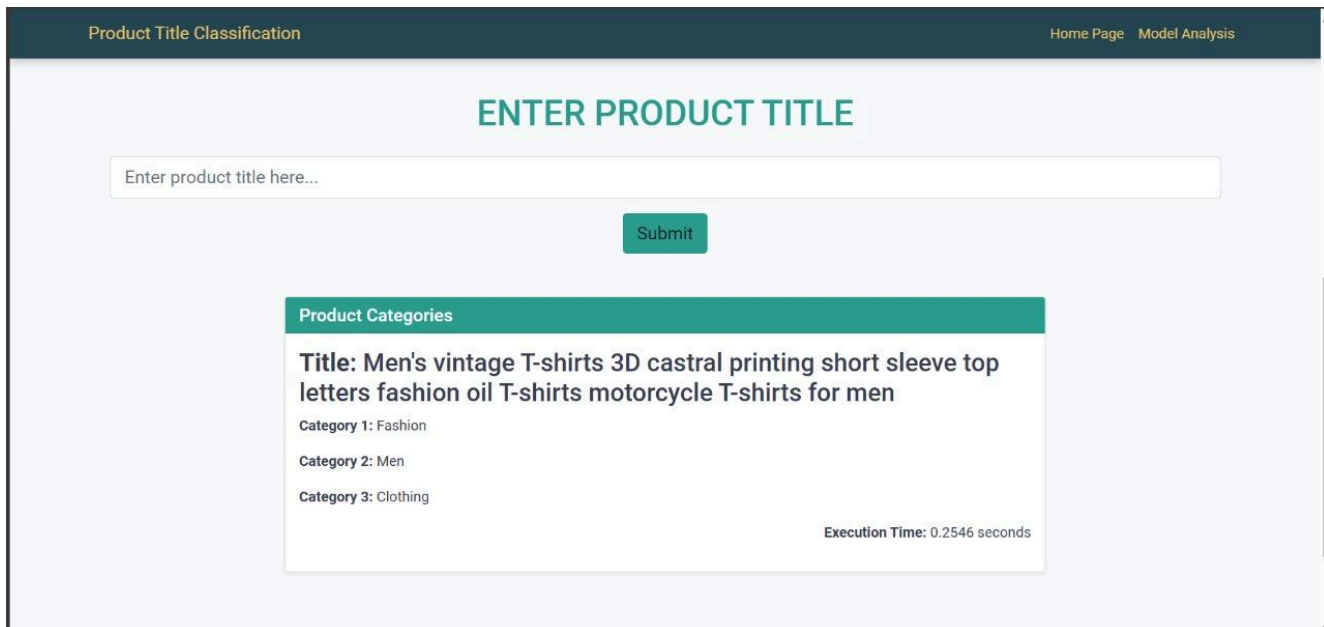 Product Title Classification
Home Page Model Analysis
ENTER PRODUCT TITLE
Enter product title here...
Submit
Product Categories
Title: Men's vintage T-shirts 3D castral printing short sleeve top
letters fashion oil T-shirts motorcycle T-shirts for men
Category 1: Fashion
Category 2: Men
Category 3: Clothing
Execution Time: 0.2546 seconds